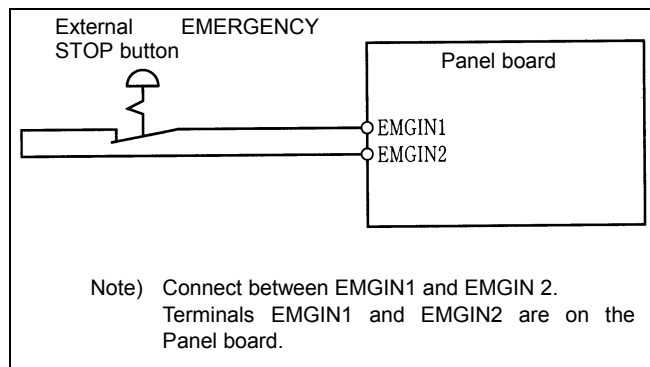 External EMERGENCY
STOP button
Panel board
EMGIN1
EMGIN2
Note) Connect between EMGIN1 and EMGIN 2.
Terminals EMGIN1 and EMGIN2 are on the
Panel board.